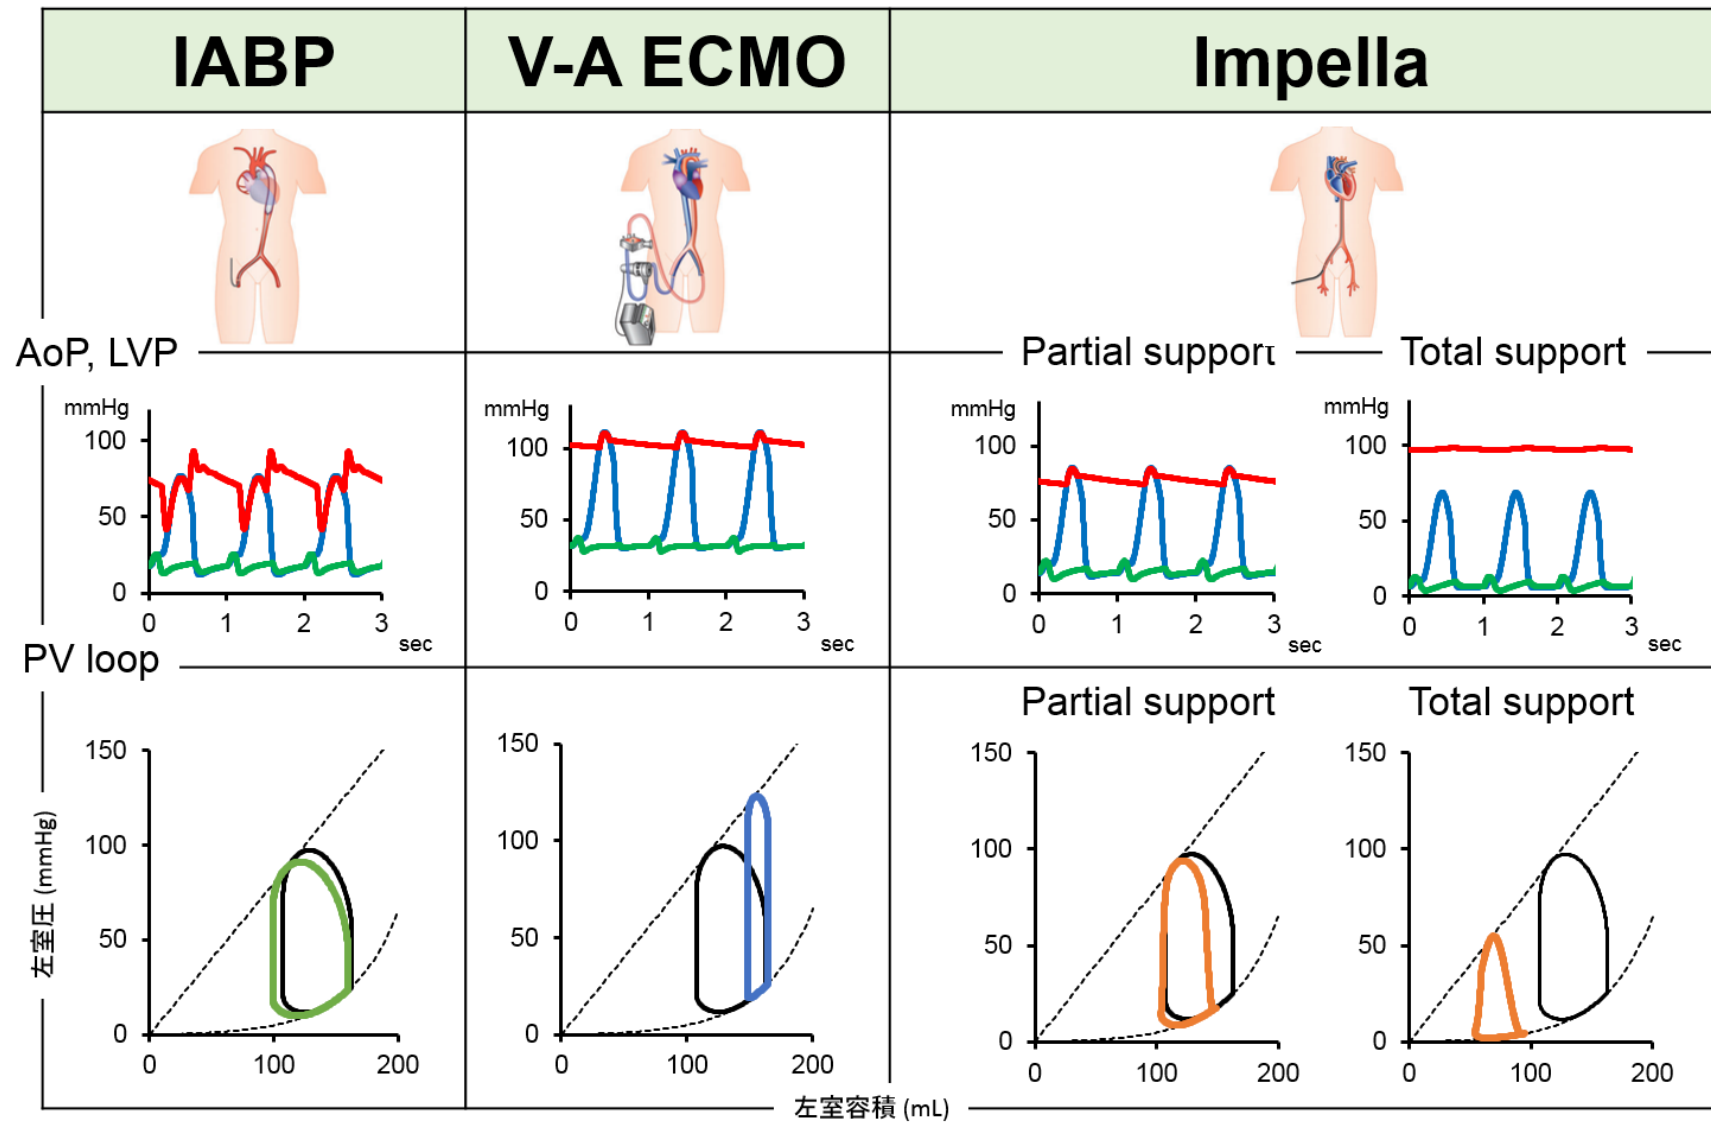 IABP
V-A ECMO
Impella
AoP, LVP
Partial support
Total support
mmHg
100
50
0
0 1 2 3
sec
mmHg
100
50
0
0 1 2 3
sec
mmHg
100
50
0
0 1 2 3
sec
mmHg
100
50
0
0 1 2 3
sec
PV loop
Partial support
Total support
左室圧 (mmHg)
150
100
50
0
0 100 200
150
100
50
0
0 100 200
150
100
50
0
0 100 200
150
100
50
0
0 100 200
左室容積 (mL)